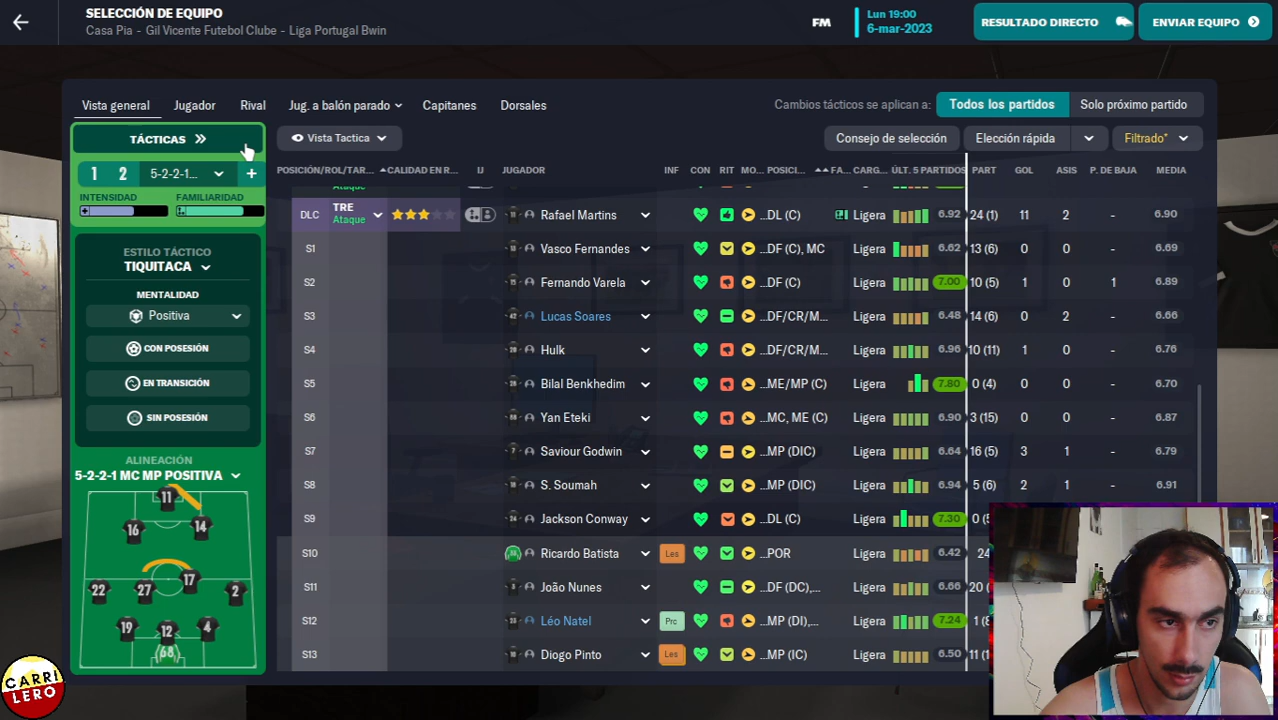 SELECCIÓN DE EQUIPO
Casa Pia - Gil Vicente Futebol Clube - Liga Portugal Bwin
FM
Lun 19:00
6-mar-2023
RESULTADO DIRECTO
ENVIAR EQUIPO
Vista general Jugador Rival Jug. a balón parado Capitanes Dorsales
Cambios tácticos se aplican a: Todos los partidos Solo próximo partido
TÁCTICAS
Vista Tactica
Consejo de selección Elección rápida Filtrado*
1 2 5-2-2-1... +
INTENSIDAD FAMILIARIDAD
ESTILO TÁCTICO
TIQUITACA
MENTALIDAD
Positiva
CON POSESIÓN
EN TRANSICIÓN
SIN POSESIÓN
ALINEACIÓN
5-2-2-1 MC MP POSITIVA
11
16 14
17
22 27 2
19 12 4
68
POSICIÓN/ROL/TAR... CALIDAD EN R... IJ JUGADOR INF CON RIT MO... POSICI... FA... CARG... ÚLT. 5 PARTIDOS PART GOL ASIS P. DE BAJA MEDIA
Ataque
DLC TRE Ataque Rafael Martins ...DL (C) Ligera 6.92 24 (1) 11 2 - 6.90
S1 Vasco Fernandes ...DF (C), MC Ligera 6.62 13 (6) 0 0 - 6.69
S2 Fernando Varela ...DF (C) Ligera 7.00 10 (5) 1 0 1 6.89
S3 Lucas Soares ...DF/CR/M... Ligera 6.48 14 (6) 0 2 - 6.66
S4 Hulk ...DF/CR/M... Ligera 6.96 10 (11) 1 0 - 6.76
S5 Bilal Benkhedim ...ME/MP (C) Ligera 7.80 0 (4) 0 0 - 6.70
S6 Yan Eteki ...MC, ME (C) Ligera 6.90 3 (15) 0 0 - 6.87
S7 Saviour Godwin ...MP (DIC) Ligera 6.64 16 (5) 3 1 - 6.79
S8 S. Soumah ...MP (DIC) Ligera 6.94 5 (6) 2 1 - 6.91
S9 Jackson Conway ...DL (C) Ligera 7.30
S10 Ricardo Batista Les ...POR Ligera 6.42 24
S11 João Nunes ...DF (DC),... Ligera 6.66
S12 Léo Natel Prc ...MP (DI),... Ligera 7.24
S13 Diogo Pinto Les ...MP (IC) Ligera 6.50
CARRI
LERO